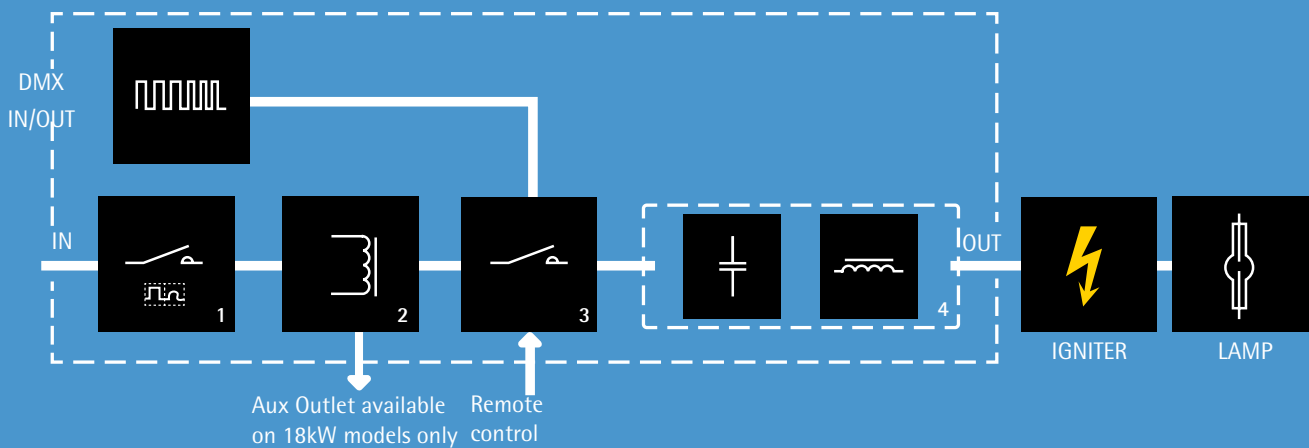 DMX
IN/OUT
IN
1
2
3
4
OUT
IGNITER
LAMP
Aux Outlet available
on 18kW models only
Remote
control